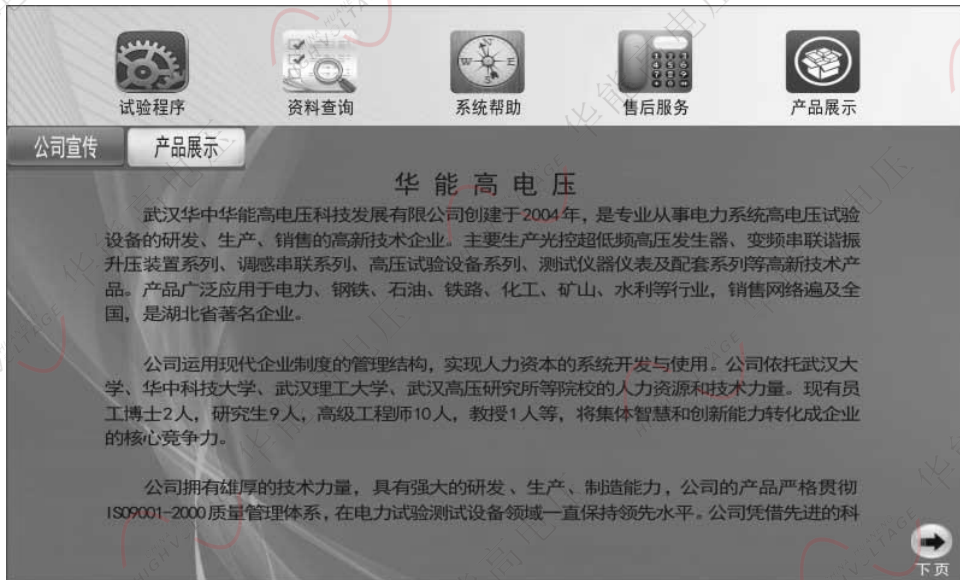 试验程序 资料查询 系统帮助 售后服务 产品展示
公司宣传 产品展示
华能高电压
武汉华中华能高电压科技发展有限公司创建于2004年，是专业从事电力系统高电压试验
设备的研发、生产、销售的高新技术企业。主要生产光控超低频高压发生器、变频串联谐振
升压装置系列、调感串联系列、高压试验设备系列、测试仪器仪表及配套系列等高新技术产
品。产品广泛应用于电力、钢铁、石油、铁路、化工、矿山、水利等行业，销售网络遍及全
国，是湖北省著名企业。
公司运用现代企业制度的管理结构，实现人力资本的系统开发与使用。公司依托武汉大
学、华中科技大学、武汉理工大学、武汉高压研究所等院校的人力资源和技术力量。现有员
工博士2人，研究生9人，高级工程师10人，教授1人等，将集体智慧和创新能力转化成企业
的核心竞争力。
公司拥有雄厚的技术力量，具有强大的研发、生产、制造能力，公司的产品严格贯彻
ISO9001-2000质量管理体系，在电力试验测试设备领域一直保持领先水平。公司凭借先进的科
下页